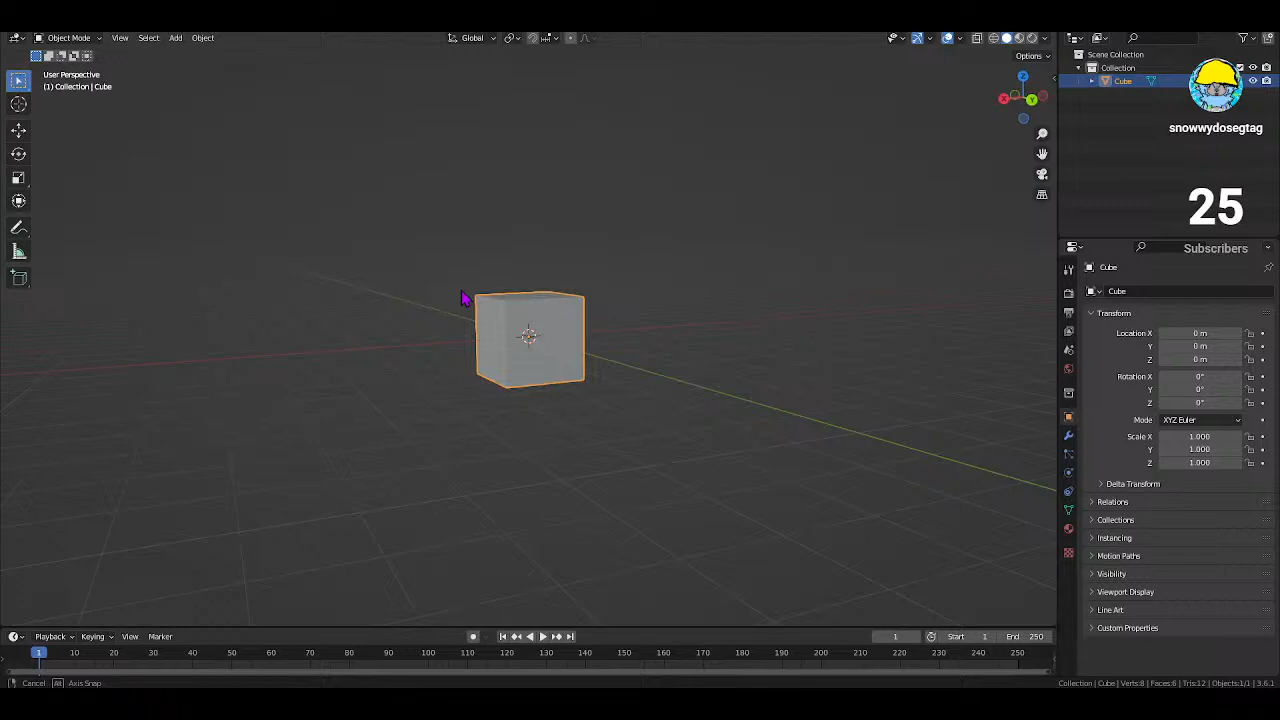 Object Mode View Select Add Object Global
Options
User Perspective
(1) Collection | Cube
X
Y
Z
Scene Collection
Collection
Cube
snowwydosegtag
25
Subscribers
Cube
Cube
Transform
Location X 0 m
Y 0 m
Z 0 m
Rotation X 0°
Y 0°
Z 0°
Mode XYZ Euler
Scale X 1.000
Y 1.000
Z 1.000
Delta Transform
Relations
Collections
Instancing
Motion Paths
Visibility
Viewport Display
Line Art
Custom Properties
Playback Keying View Marker 1 Start 1 End 250
1 10 20 30 40 50 60 70 80 90 100 110 120 130 140 150 160 170 180 190 200 210 220 230 240 250
Cancel Alt Axis Snap
Collection | Cube | Verts:8 | Faces:6 | Tris:12 | Objects:1/1 | 3.6.1